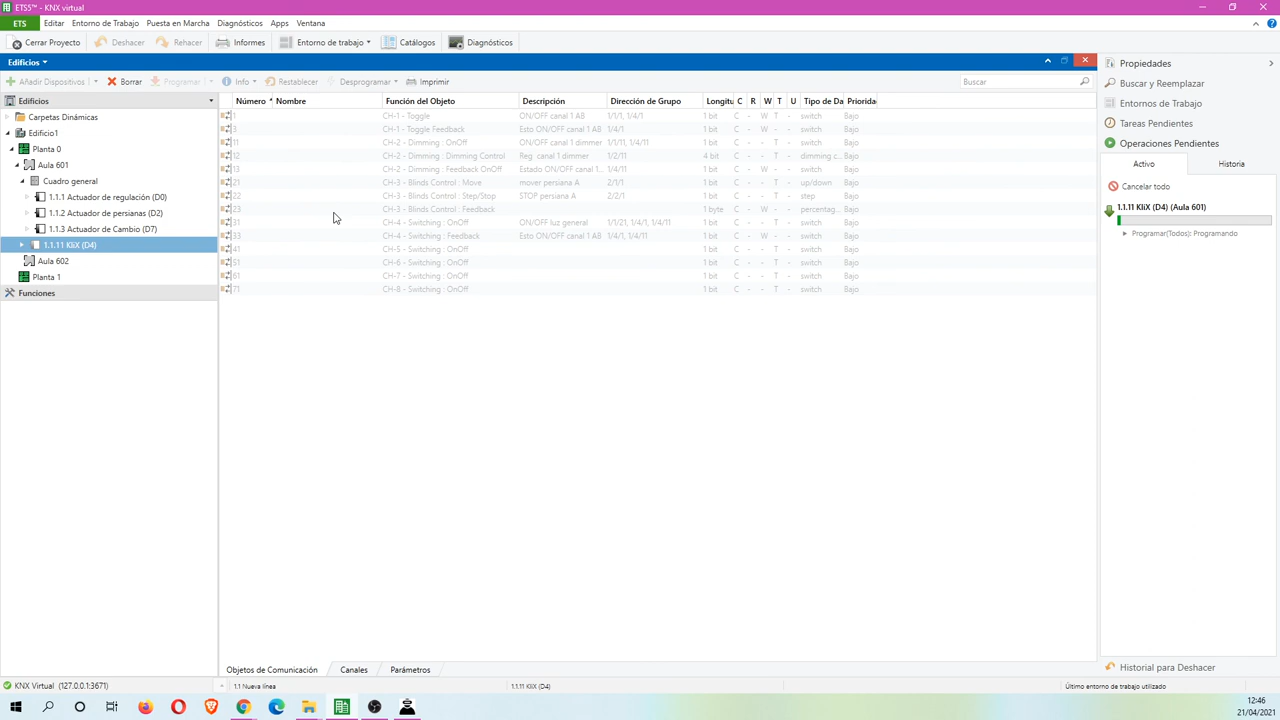 ETS5™ - KNX virtual
ETS Editar Entorno de Trabajo Puesta en Marcha Diagnósticos Apps Ventana
Cerrar Proyecto Deshacer Rehacer Informes Entorno de trabajo Catálogos Diagnósticos
Edificios
Añadir Dispositivos Borrar Programar Info Restablecer Desprogramar Imprimir Buscar
Edificios
Carpetas Dinámicas
Edificio1
Planta 0
Aula 601
Cuadro general
1.1.1 Actuador de regulación (D0)
1.1.2 Actuador de persianas (D2)
1.1.3 Actuador de Cambio (D7)
1.1.11 KliX (D4)
Aula 602
Planta 1
Funciones
Número Nombre Función del Objeto Descripción Dirección de Grupo Longitu C R W T U Tipo de Da Priorida
1 CH-1 - Toggle ON/OFF canal 1 AB 1/1/1, 1/4/1 1 bit C - - T - switch Bajo
3 CH-1 - Toggle Feedback Esto ON/OFF canal 1 AB 1/4/1 1 bit C - W T - switch Bajo
11 CH-2 - Dimming : OnOff ON/OFF canal 1 dimmer 1/1/11, 1/4/11 1 bit C - - T - switch Bajo
12 CH-2 - Dimming : Dimming Control Reg canal 1 dimmer 1/2/11 4 bit C - - T - dimming c... Bajo
13 CH-2 - Dimming : Feedback OnOff Estado ON/OFF canal 1... 1/4/11 1 bit C - W T - switch Bajo
21 CH-3 - Blinds Control : Move mover persiana A 2/1/1 1 bit C - - T - up/down Bajo
22 CH-3 - Blinds Control : Step/Stop STOP persiana A 2/2/1 1 bit C - - T - step Bajo
23 CH-3 - Blinds Control : Feedback 1 byte C - W T - percentag... Bajo
31 CH-4 - Switching : OnOff ON/OFF luz general 1/1/21, 1/4/1, 1/4/11 1 bit C - - T - switch Bajo
33 CH-4 - Switching : Feedback Esto ON/OFF canal 1 AB 1/4/1, 1/4/11 1 bit C - W T - switch Bajo
41 CH-5 - Switching : OnOff 1 bit C - - T - switch Bajo
51 CH-6 - Switching : OnOff 1 bit C - - T - switch Bajo
61 CH-7 - Switching : OnOff 1 bit C - - T - switch Bajo
71 CH-8 - Switching : OnOff 1 bit C - - T - switch Bajo
Objetos de Comunicación Canales Parámetros
Propiedades
Buscar y Reemplazar
Entornos de Trabajo
Tareas Pendientes
Operaciones Pendientes
Activo Historia
Cancelar todo
1.1.11 KliX (D4) (Aula 601)
Programar(Todos): Programando
Historial para Deshacer
KNX Virtual (127.0.0.1:3671) 1.1 Nueva línea 1.1.11 KliX (D4) Último entorno de trabajo utilizado
12:46
21/04/2021